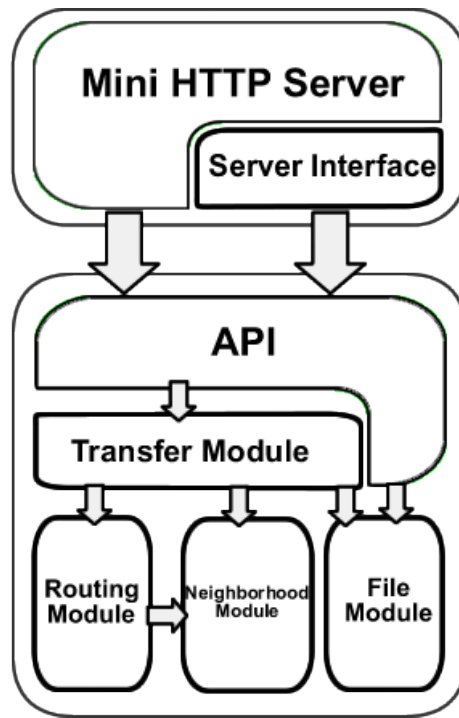 Mini HTTP Server
Server Interface
API
Transfer Module
Routing
Module
Neighborhood
Module
File
Module